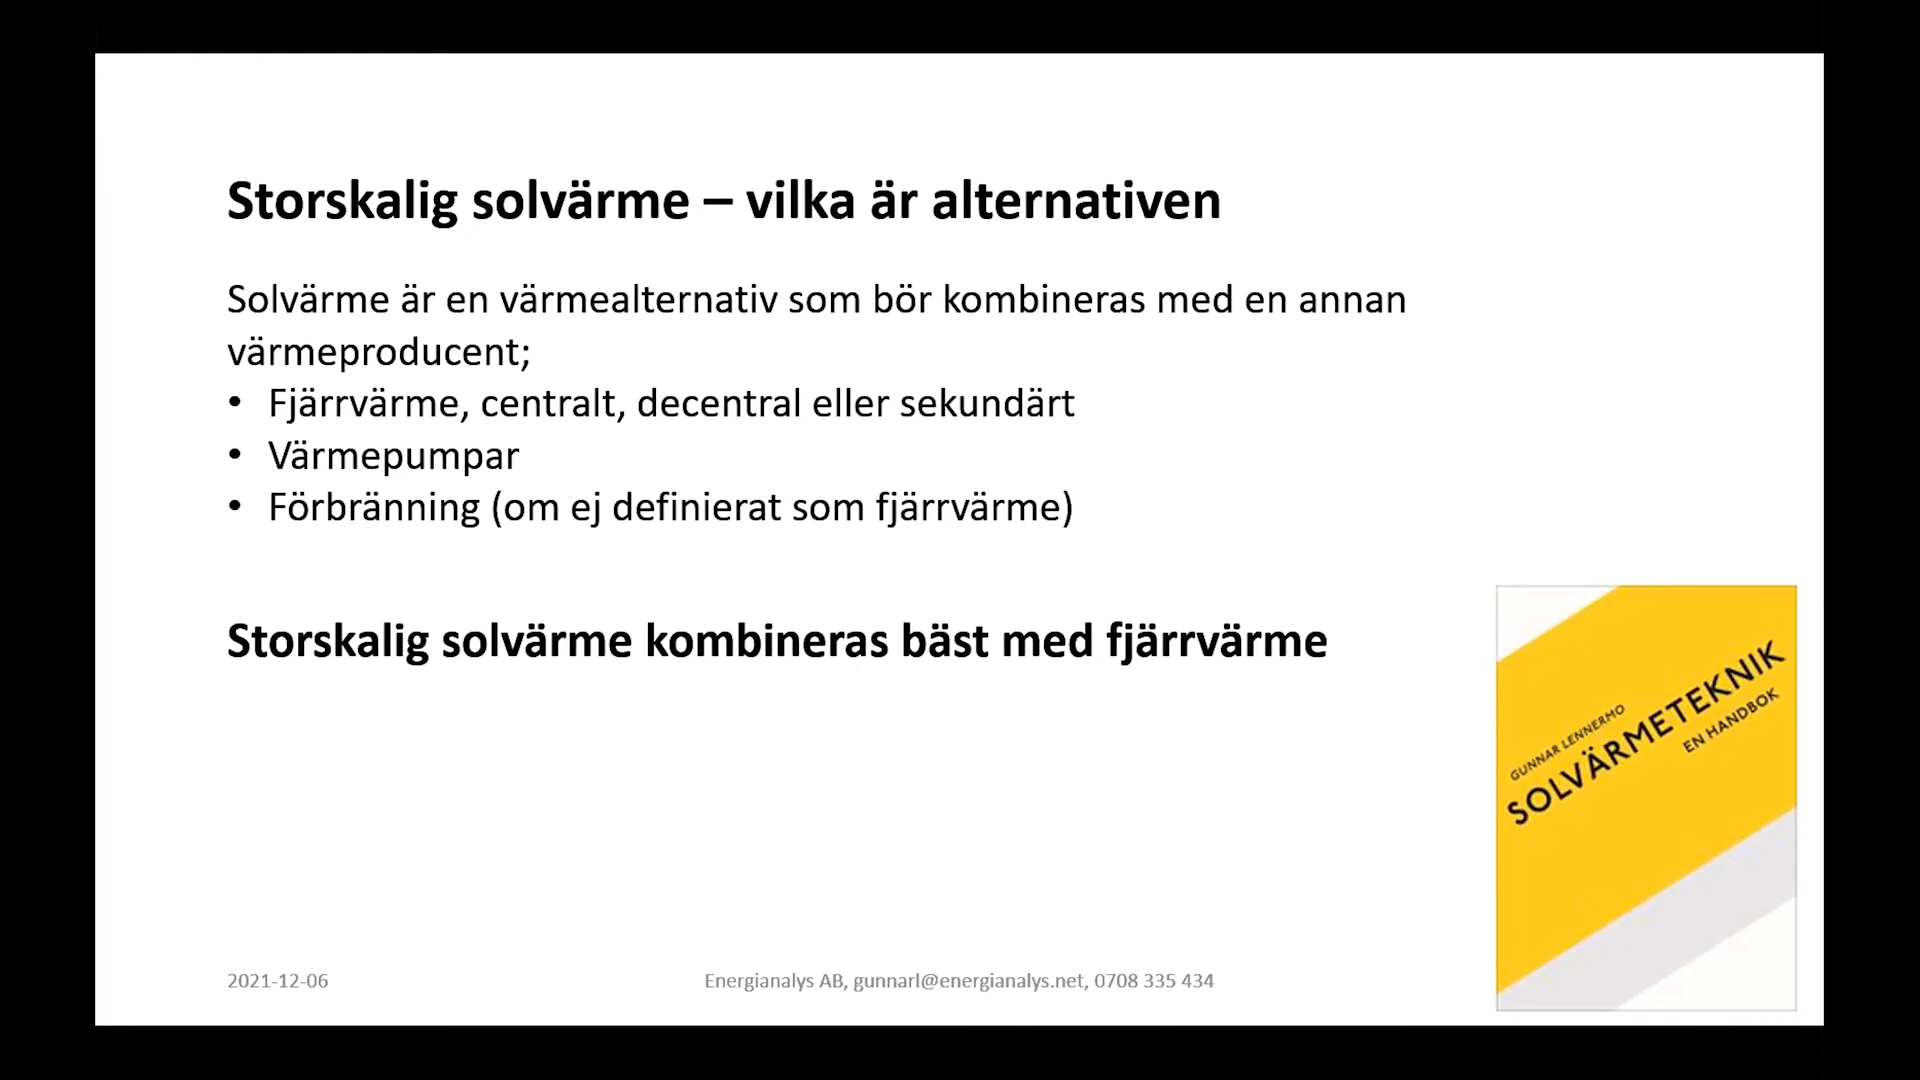 Storskalig solvärme – vilka är alternativen
Solvärme är en värmealternativ som bör kombineras med en annan
värmeproducent;
• Fjärrvärme, centralt, decentral eller sekundärt
• Värmepumpar
• Förbränning (om ej definierat som fjärrvärme)
Storskalig solvärme kombineras bäst med fjärrvärme
GUNNAR LENNERMO
SOLVÄRMETEKNIK
EN HANDBOK
2021-12-06
Energianalys AB, gunnarl@energianalys.net, 0708 335 434